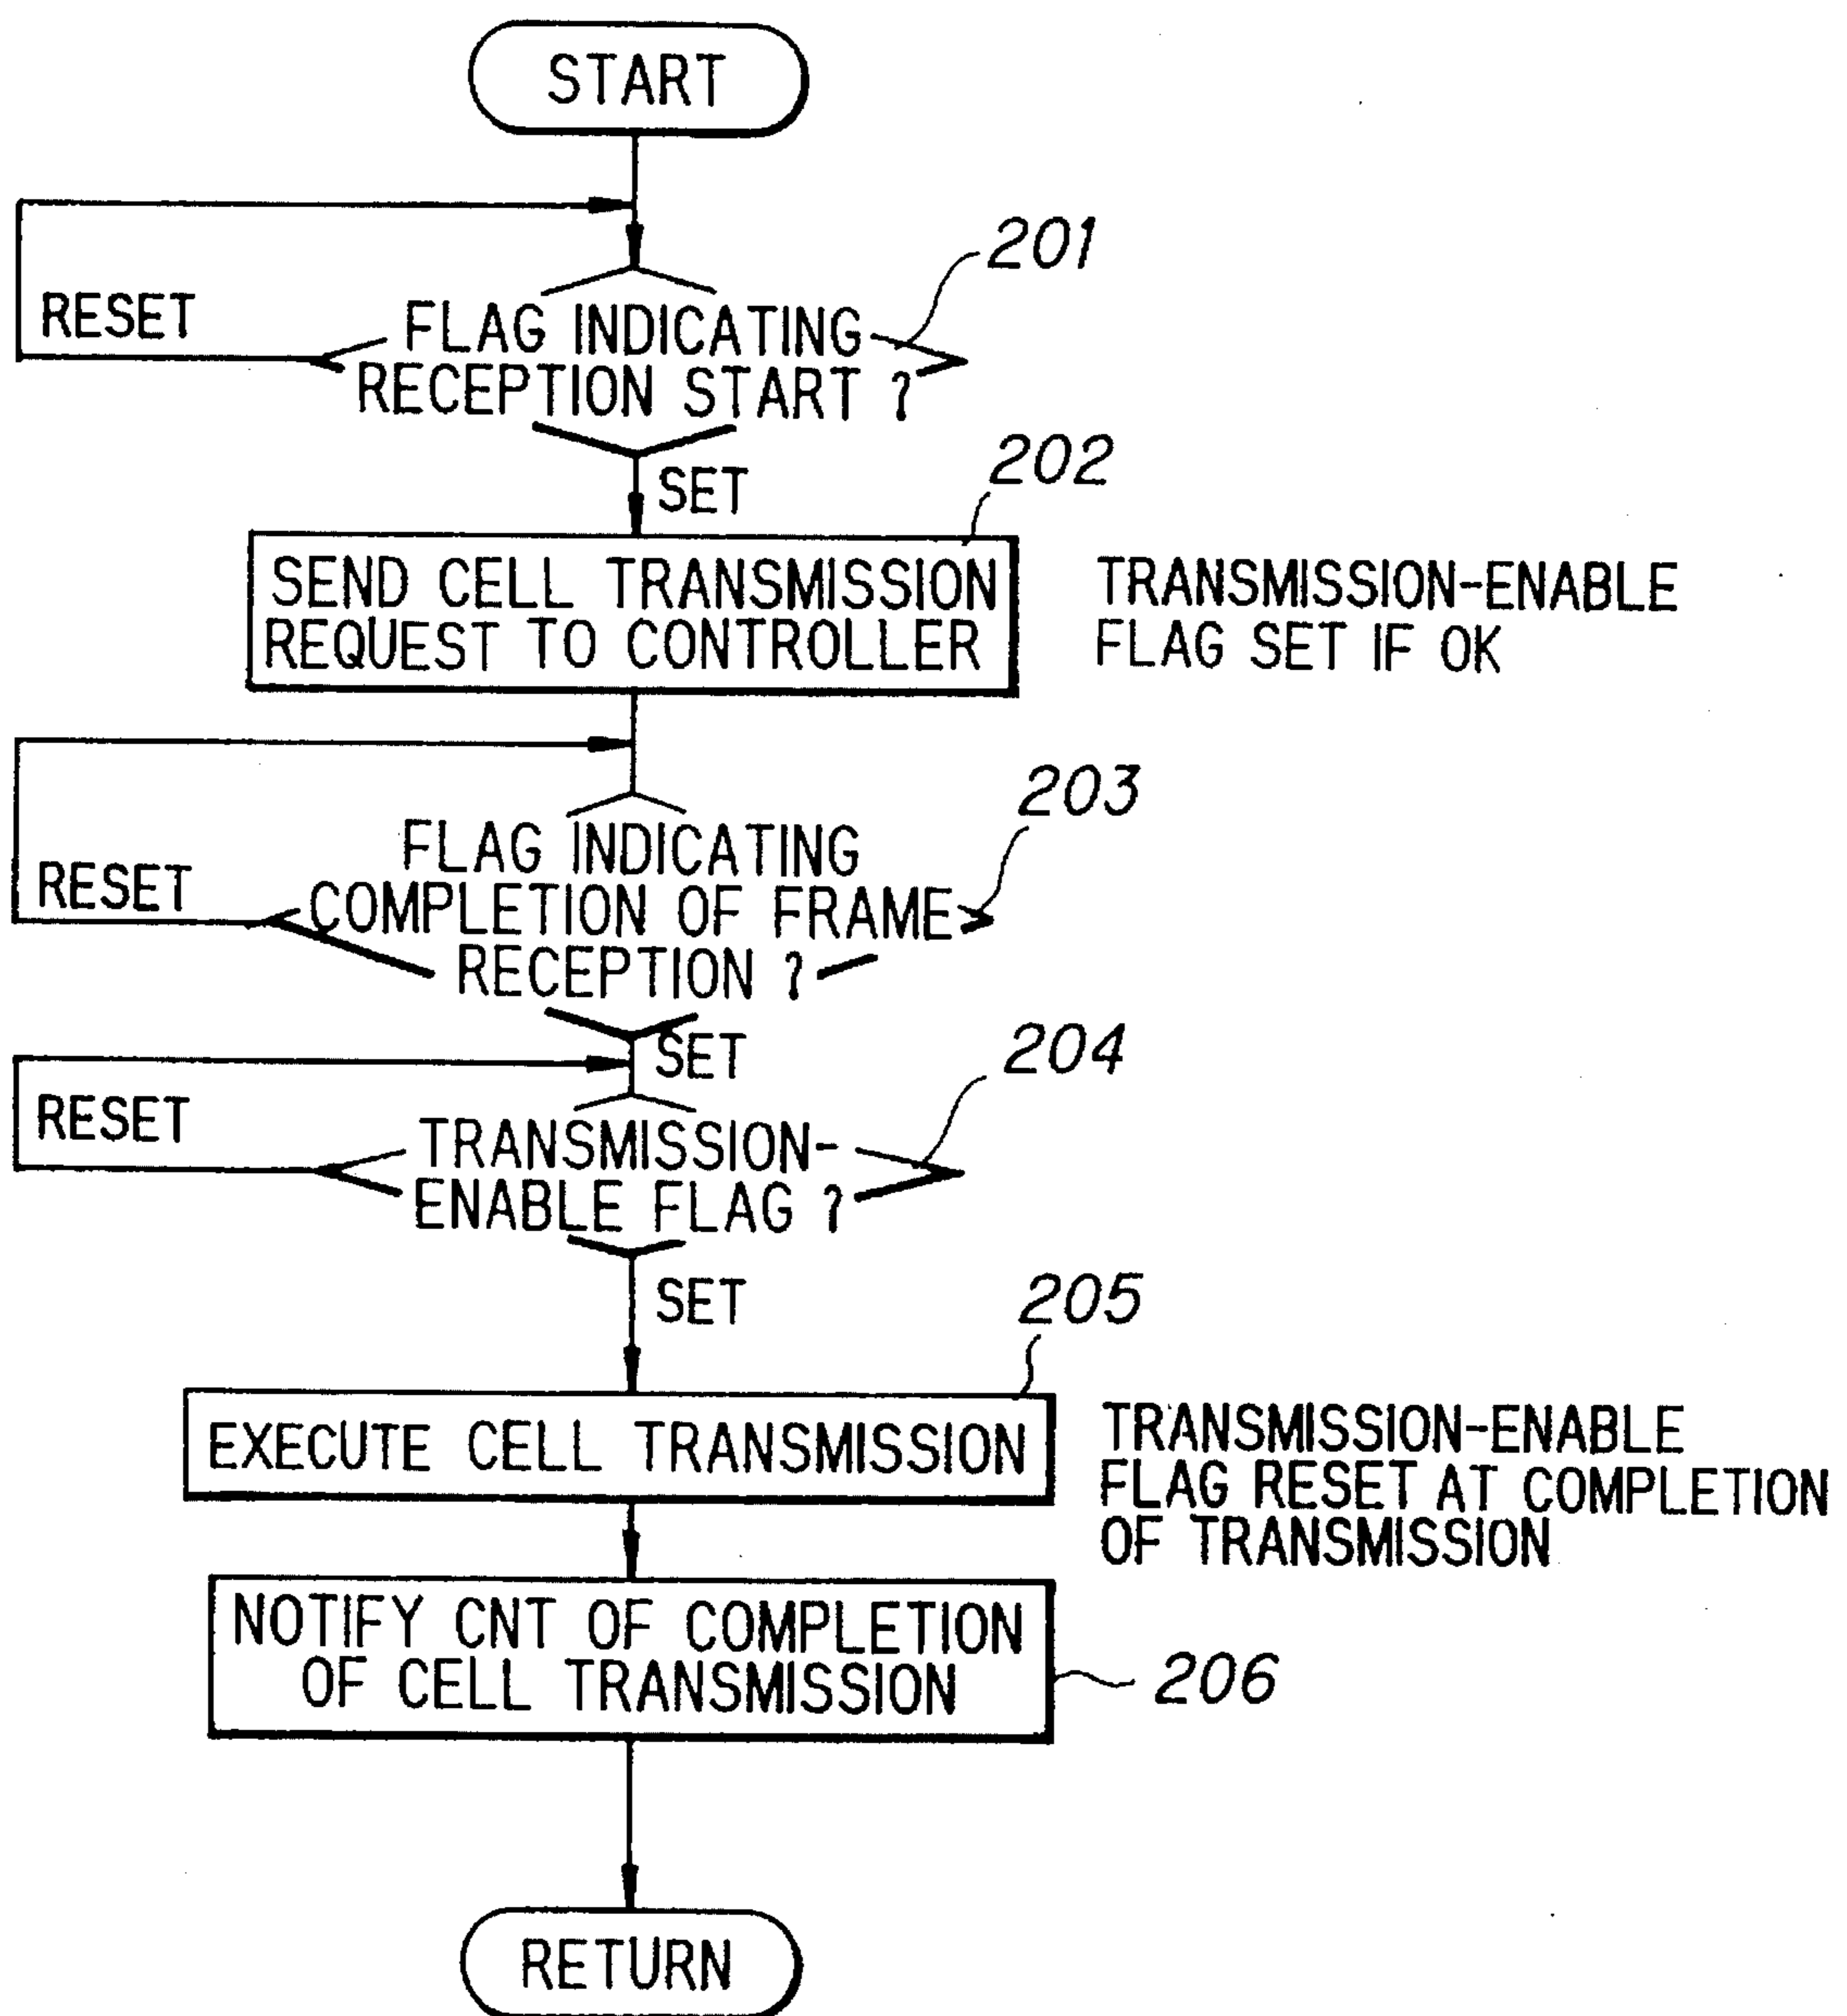 START
201
RESET
FLAG INDICATING
RECEPTION START ?
SET
202
SEND CELL TRANSMISSION
REQUEST TO CONTROLLER
TRANSMISSION-ENABLE
FLAG SET IF OK
203
RESET
FLAG INDICATING
COMPLETION OF FRAME
RECEPTION ?
SET
204
RESET
TRANSMISSION-
ENABLE FLAG ?
SET
205
EXECUTE CELL TRANSMISSION
TRANSMISSION-ENABLE
FLAG RESET AT COMPLETION
OF TRANSMISSION
NOTIFY CNT OF COMPLETION
OF CELL TRANSMISSION
206
RETURN